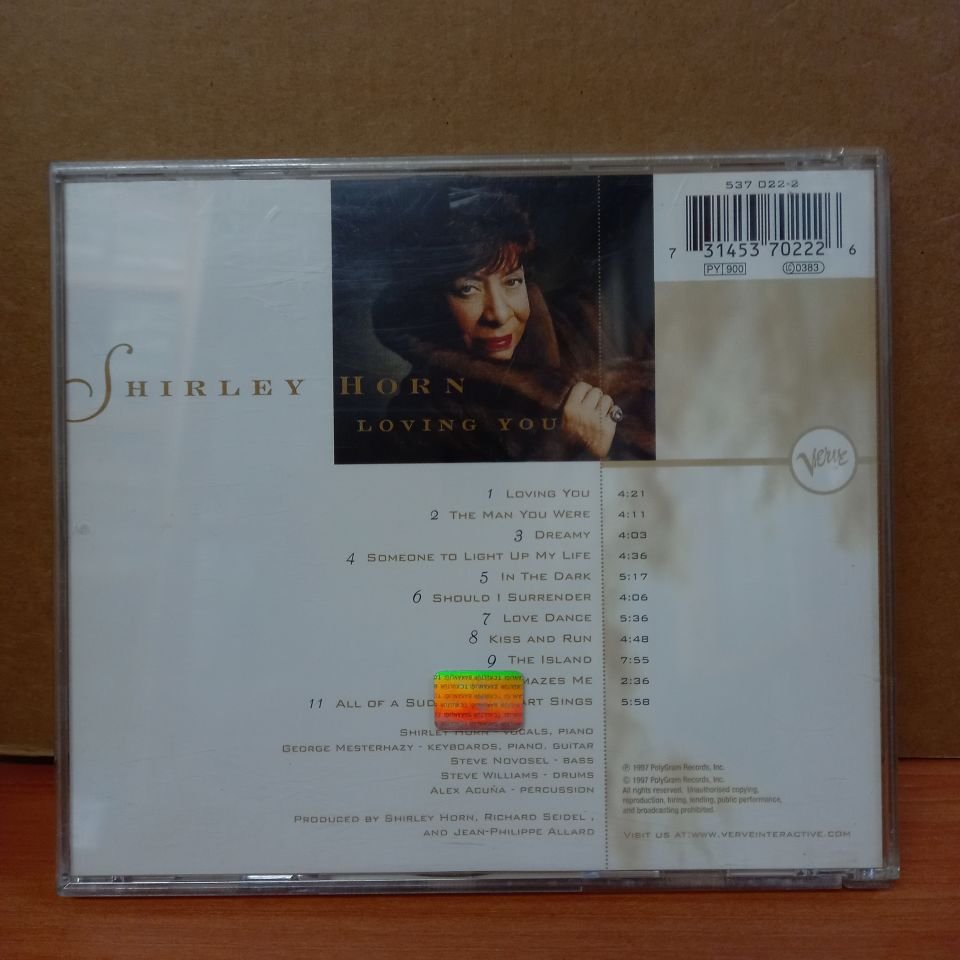 537 022-2
7 31453 70222 6
PY 900
LC 0383
SHIRLEY HORN
LOVING YOU
Verve
1 LOVING YOU 4:21
2 THE MAN YOU WERE 4:11
3 DREAMY 4:03
4 SOMEONE TO LIGHT UP MY LIFE 4:36
5 IN THE DARK 5:17
6 SHOULD I SURRENDER 4:06
7 LOVE DANCE 5:36
8 KISS AND RUN 4:48
9 THE ISLAND 7:55
MAZES ME 2:36
11 ALL OF A SUD ART SINGS 5:58
SHIRLEY HORN - VOCALS, PIANO
GEORGE MESTERHAZY - KEYBOARDS, PIANO, GUITAR
STEVE NOVOSEL - BASS
STEVE WILLIAMS - DRUMS
ALEX ACUÑA - PERCUSSION
PRODUCED BY SHIRLEY HORN, RICHARD SEIDEL,
AND JEAN-PHILIPPE ALLARD
℗ 1997 PolyGram Records, Inc.
© 1997 PolyGram Records, Inc.
All rights reserved. Unauthorised copying,
reproduction, hiring, lending, public performance,
and broadcasting prohibited.
VISIT US AT:WWW.VERVEINTERACTIVE.COM